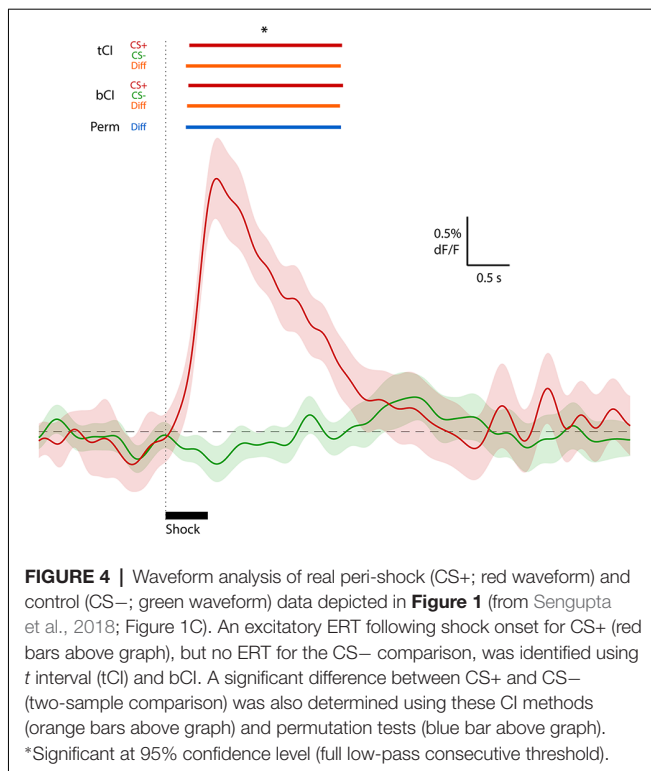 *
tCI CS+
CS-
Diff
bCI CS+
CS-
Diff
Perm Diff
0.5%
dF/F
0.5 s
Shock
FIGURE 4 | Waveform analysis of real peri-shock (CS+; red waveform) and
control (CS−; green waveform) data depicted in Figure 1 (from Sengupta
et al., 2018; Figure 1C). An excitatory ERT following shock onset for CS+ (red
bars above graph), but no ERT for the CS− comparison, was identified using
t interval (tCI) and bCI. A significant difference between CS+ and CS−
(two-sample comparison) was also determined using these CI methods
(orange bars above graph) and permutation tests (blue bar above graph).
*Significant at 95% confidence level (full low-pass consecutive threshold).